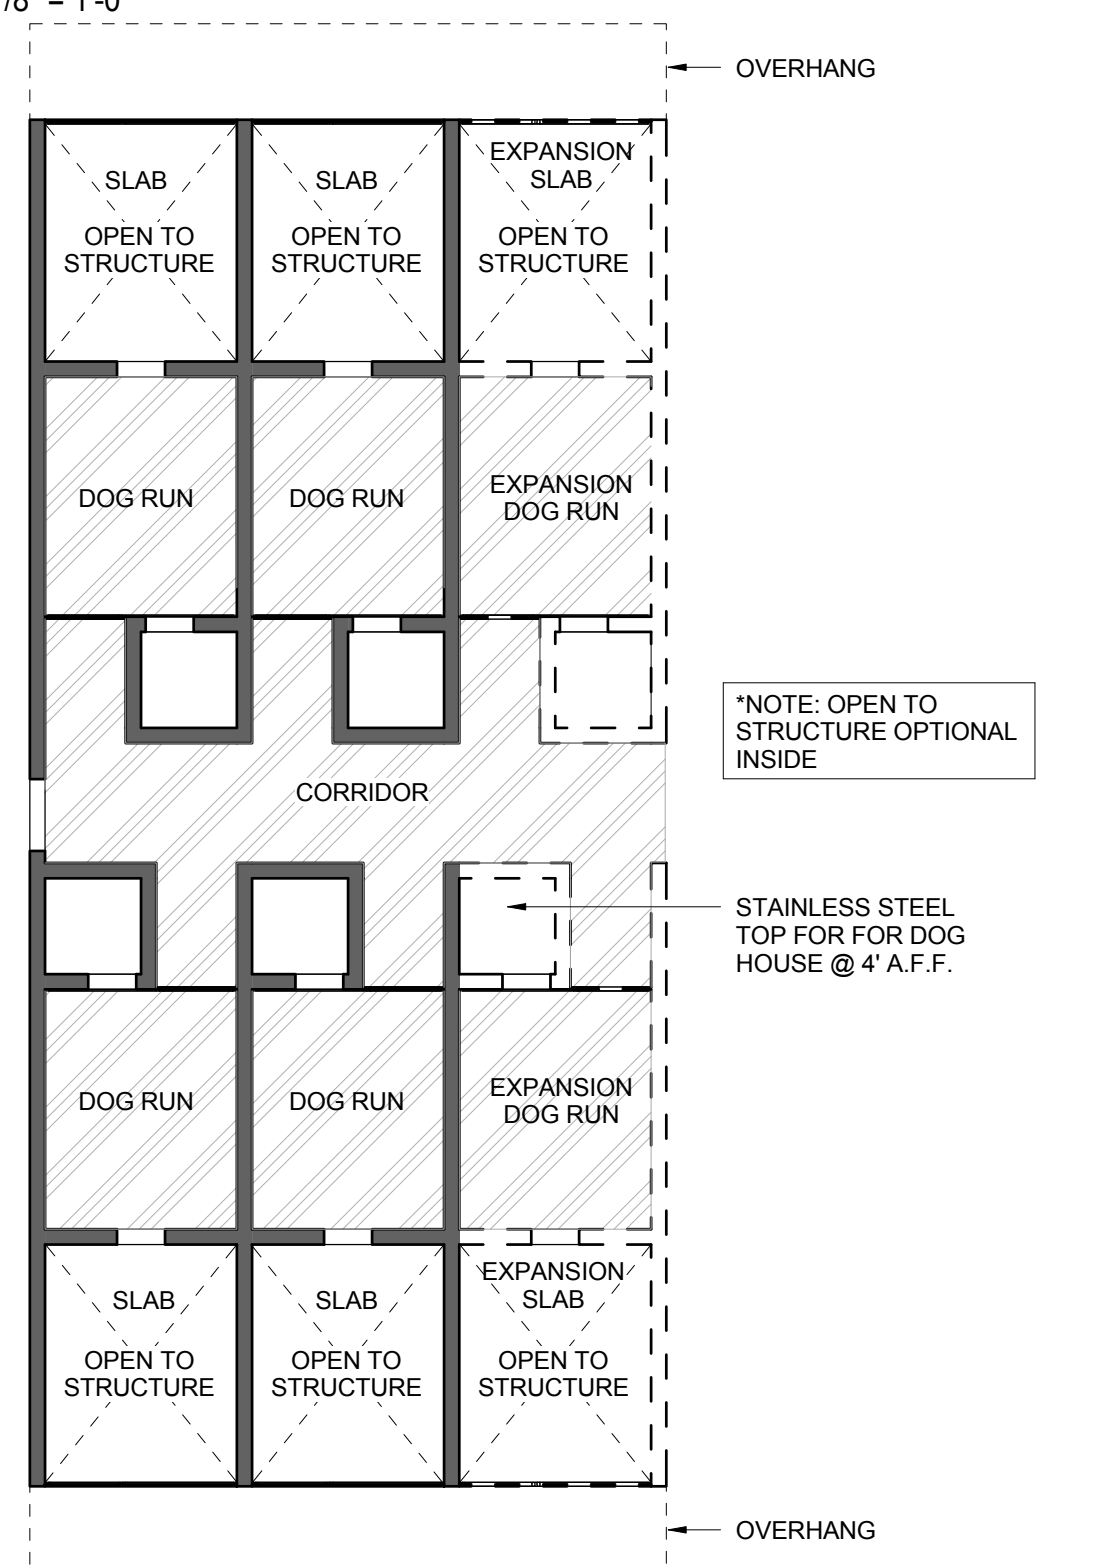 /8" = 1'-0"
OVERHANG
SLAB
OPEN TO
STRUCTURE
SLAB
OPEN TO
STRUCTURE
EXPANSION
SLAB
OPEN TO
STRUCTURE
DOG RUN
DOG RUN
EXPANSION
DOG RUN
*NOTE: OPEN TO
STRUCTURE OPTIONAL
INSIDE
CORRIDOR
STAINLESS STEEL
TOP FOR FOR DOG
HOUSE @ 4' A.F.F.
DOG RUN
DOG RUN
EXPANSION
DOG RUN
SLAB
OPEN TO
STRUCTURE
SLAB
OPEN TO
STRUCTURE
EXPANSION
SLAB
OPEN TO
STRUCTURE
OVERHANG